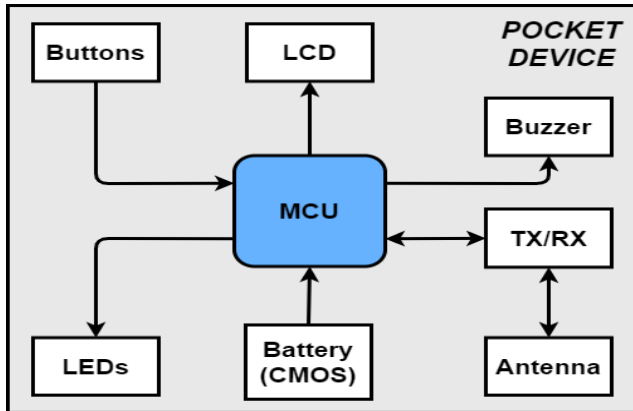 Buttons
LCD
POCKET
DEVICE
Buzzer
MCU
TX/RX
LEDs
Battery
(CMOS)
Antenna